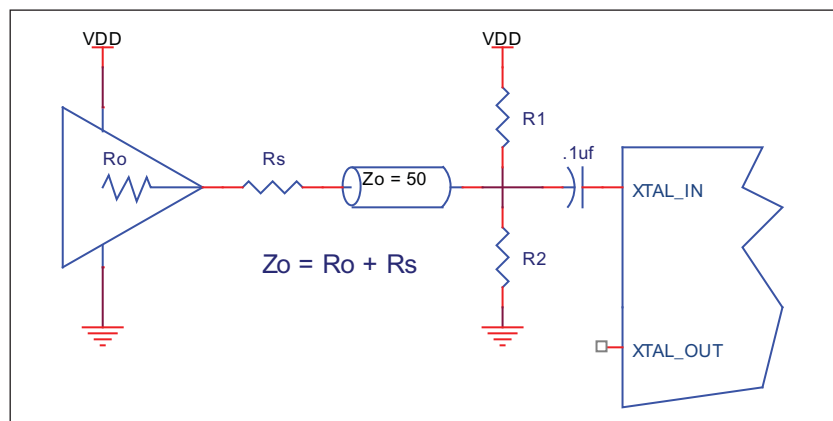 VDD
VDD
R1
Ro
Rs
.1uf
Zo = 50
XTAL_IN
Zo = Ro + Rs
R2
XTAL_OUT